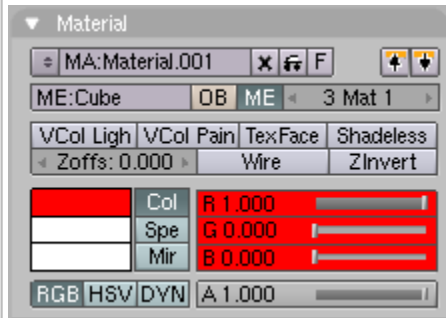 Material
MA:Material.001 F
ME:Cube OB ME 3 Mat 1
VCol Ligh VCol Pain TexFace Shadeless
Zoffs: 0.000 Wire ZInvert
Col R 1.000
Spe G 0.000
Mir B 0.000
RGB HSV DYN A 1.000